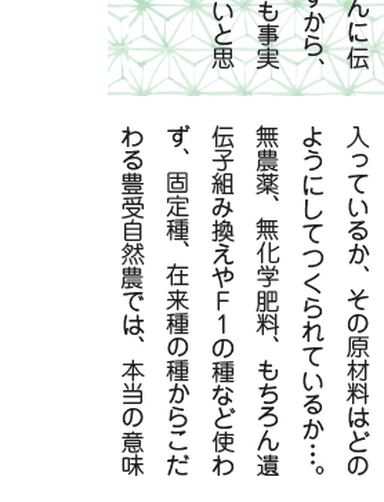 んに伝
すから、
も事実
いと思
入っているか、その原材料はどの
ようにしてつくられているか…。
無農薬、無化学肥料、もちろん遺
伝子組み換えやF1の種など使わ
ず、固定種、在来種の種からこだ
わる豊受自然農では、本当の意味